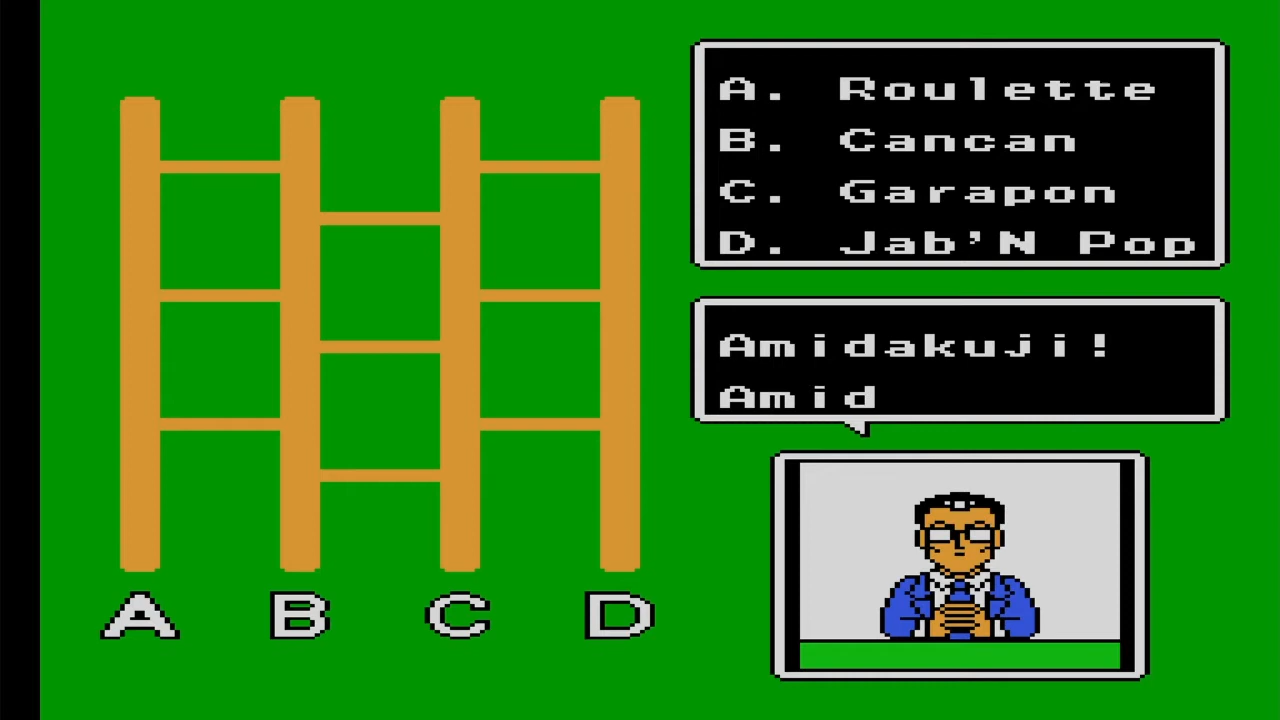 A. Roulette
B. Cancan
C. Garapon
D. Jab'N Pop
Amidakuji!
Amid
A B C D